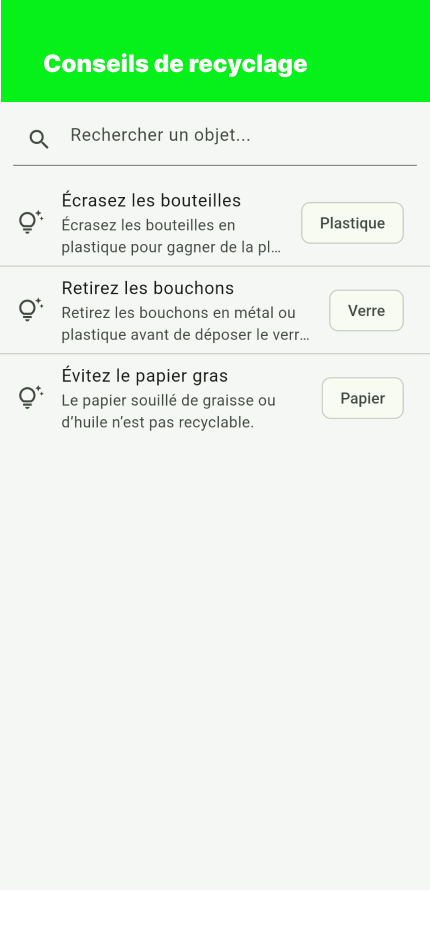 Conseils de recyclage
Rechercher un objet...
Écrasez les bouteilles
Écrasez les bouteilles en
plastique pour gagner de la pl…
Plastique
Retirez les bouchons
Retirez les bouchons en métal ou
plastique avant de déposer le verr…
Verre
Évitez le papier gras
Le papier souillé de graisse ou
d’huile n’est pas recyclable.
Papier